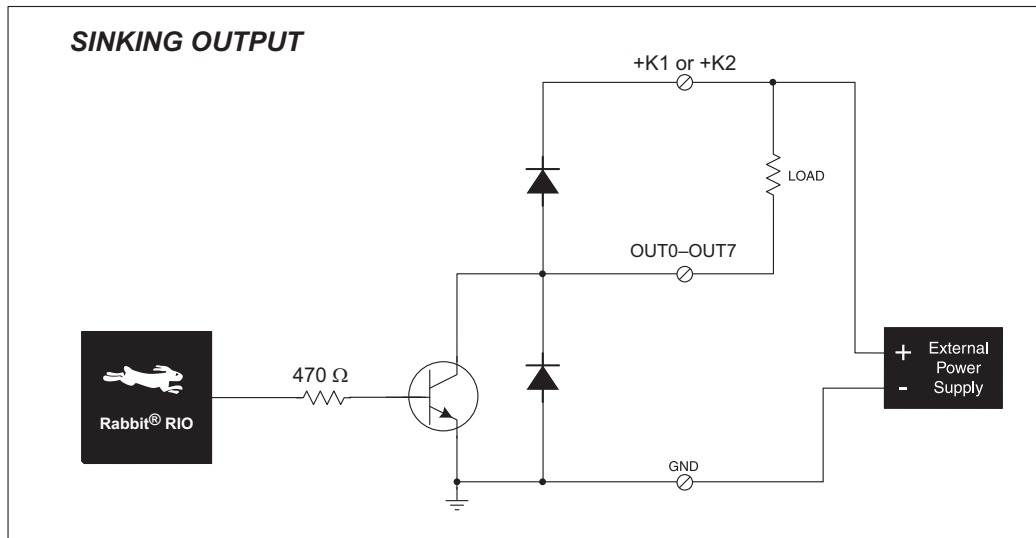 SINKING OUTPUT
+K1 or +K2
LOAD
OUT0–OUT7
470 Ω
Rabbit® RIO
+ External
Power
- Supply
GND